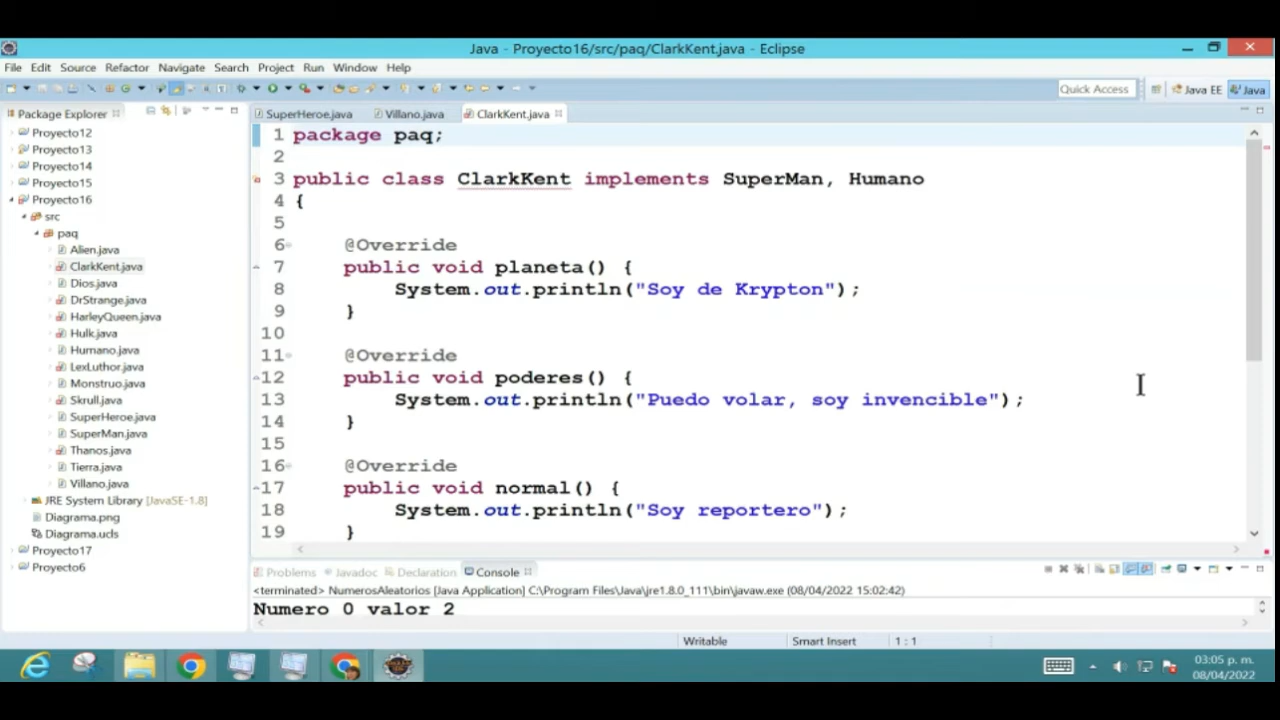 Java - Proyecto16/src/paq/ClarkKent.java - Eclipse
File Edit Source Refactor Navigate Search Project Run Window Help
Quick Access Java EE Java
Package Explorer
SuperHeroe.java Villano.java ClarkKent.java
Proyecto12
Proyecto13
Proyecto14
Proyecto15
Proyecto16
src
paq
Alien.java
ClarkKent.java
Dios.java
DrStrange.java
HarleyQueen.java
Hulk.java
Humano.java
LexLuthor.java
Monstruo.java
Skrull.java
SuperHeroe.java
SuperMan.java
Thanos.java
Tierra.java
Villano.java
JRE System Library [JavaSE-1.8]
Diagrama.png
Diagrama.ucls
Proyecto17
Proyecto6
1 package paq;
2
3 public class ClarkKent implements SuperMan, Humano
4 {
5
6 @Override
7 public void planeta() {
8 System.out.println("Soy de Krypton");
9 }
10
11 @Override
12 public void poderes() {
13 System.out.println("Puedo volar, soy invencible");
14 }
15
16 @Override
17 public void normal() {
18 System.out.println("Soy reportero");
19 }
Problems Javadoc Declaration Console
<terminated> NumerosAleatorios [Java Application] C:\Program Files\Java\jre1.8.0_111\bin\javaw.exe (08/04/2022 15:02:42)
Numero 0 valor 2
Writable Smart Insert 1 : 1
03:05 p. m.
08/04/2022